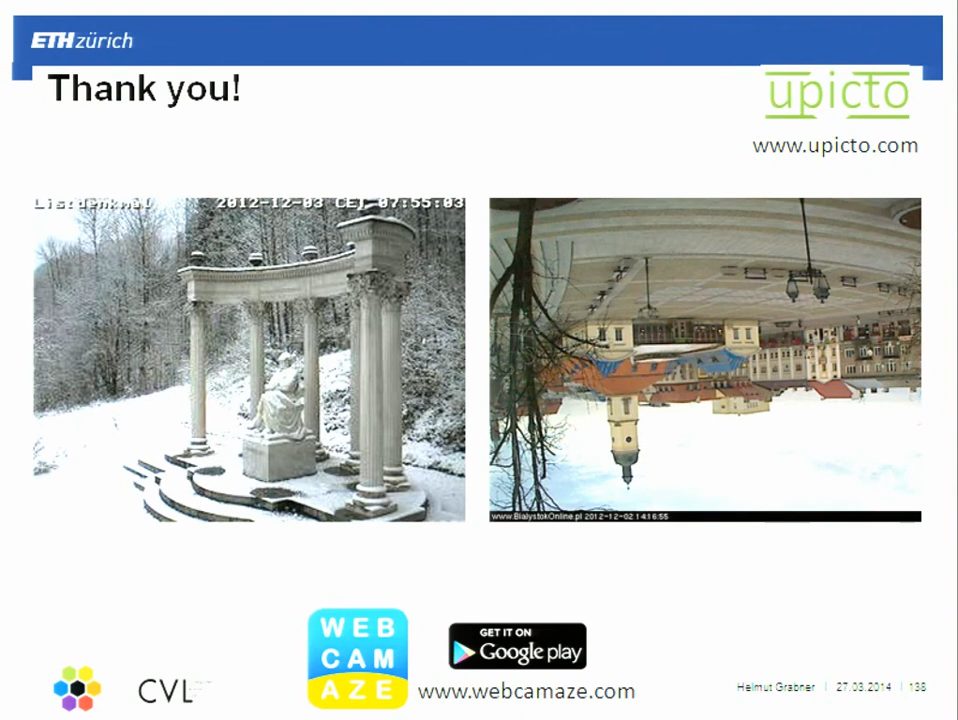 ETH zürich
Thank you!
upicto
www.upicto.com
Listdenkmal 2012-12-03 CET 07:55:03
www.BialystokOnline.pl 2012-12-02 14:16:55
WEB
CAM
AZE
GET IT ON
Google play
www.webcamaze.com
CVL
Helmut Grabner | 27.03.2014 | 138